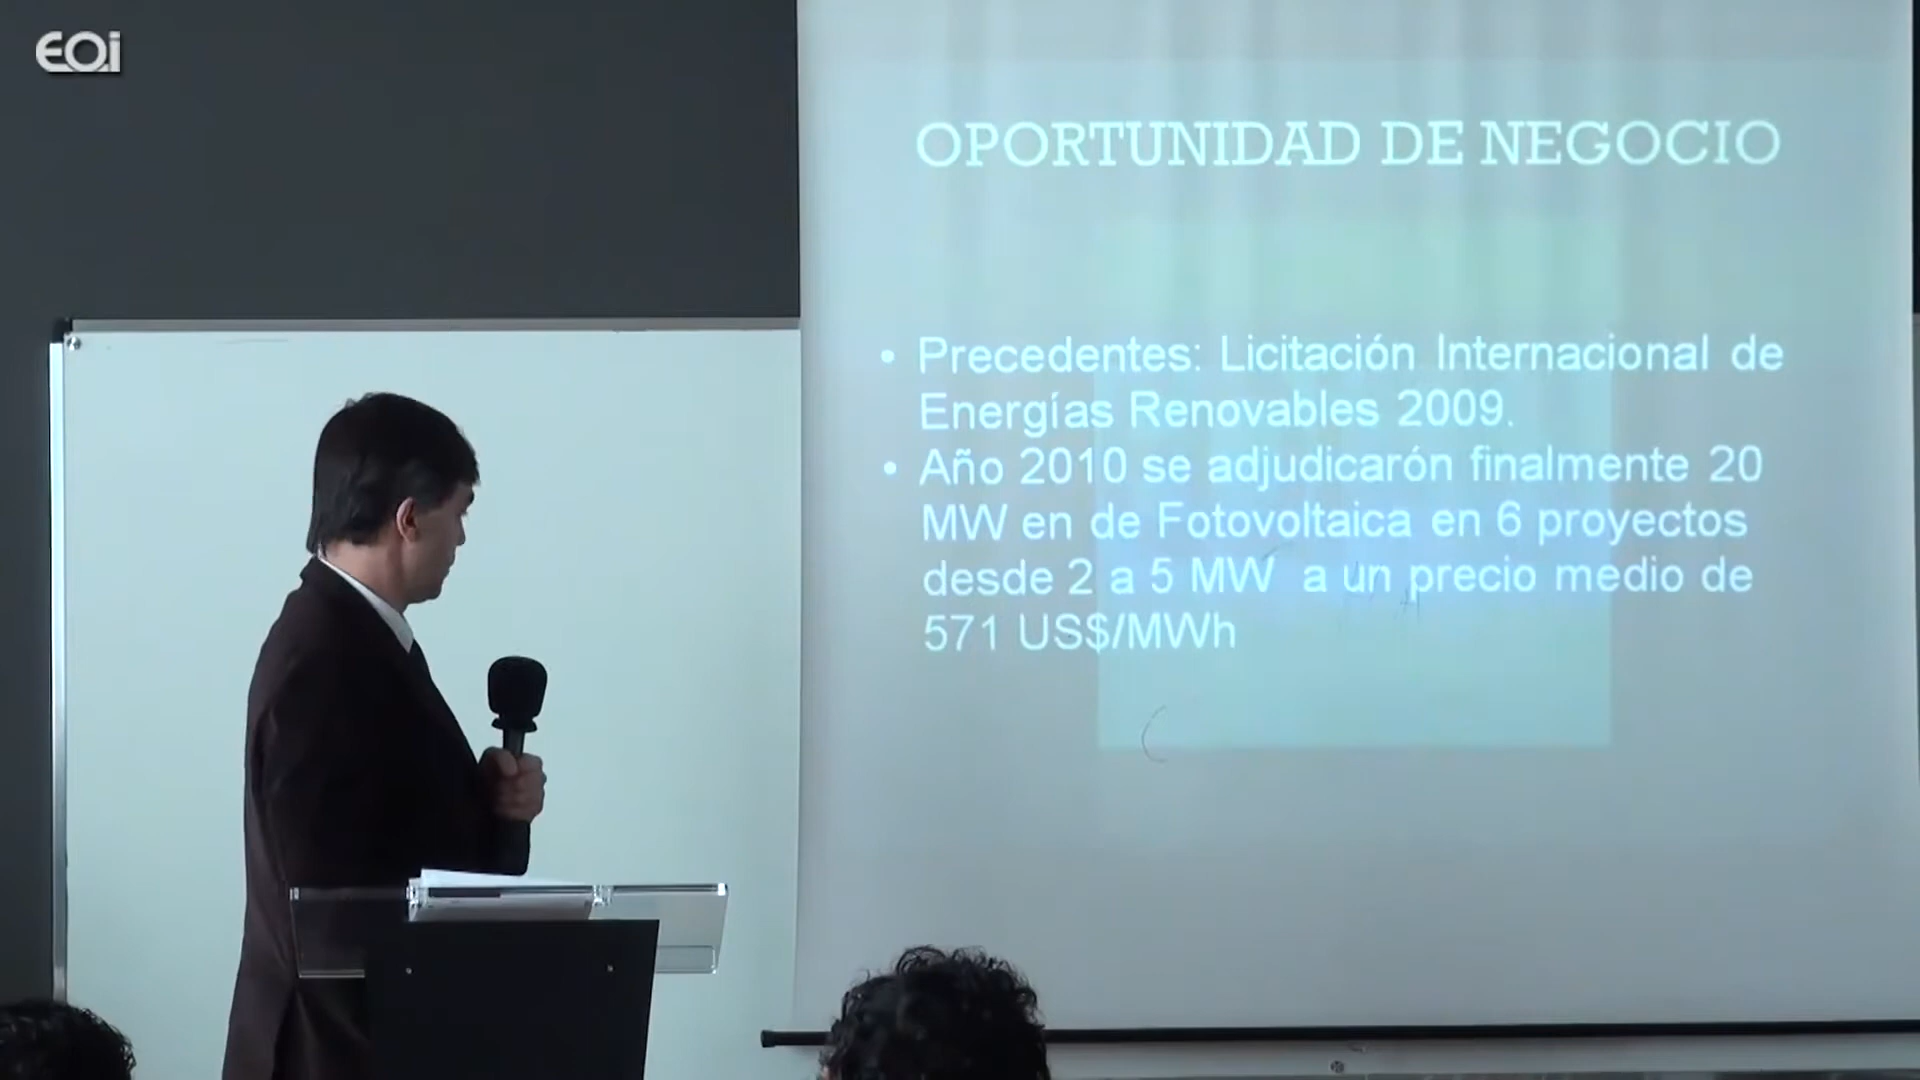 EOi
OPORTUNIDAD DE NEGOCIO
• Precedentes: Licitación Internacional de
Energías Renovables 2009.
• Año 2010 se adjudicarón finalmente 20
MW en de Fotovoltaica en 6 proyectos
desde 2 a 5 MW a un precio medio de
571 US$/MWh